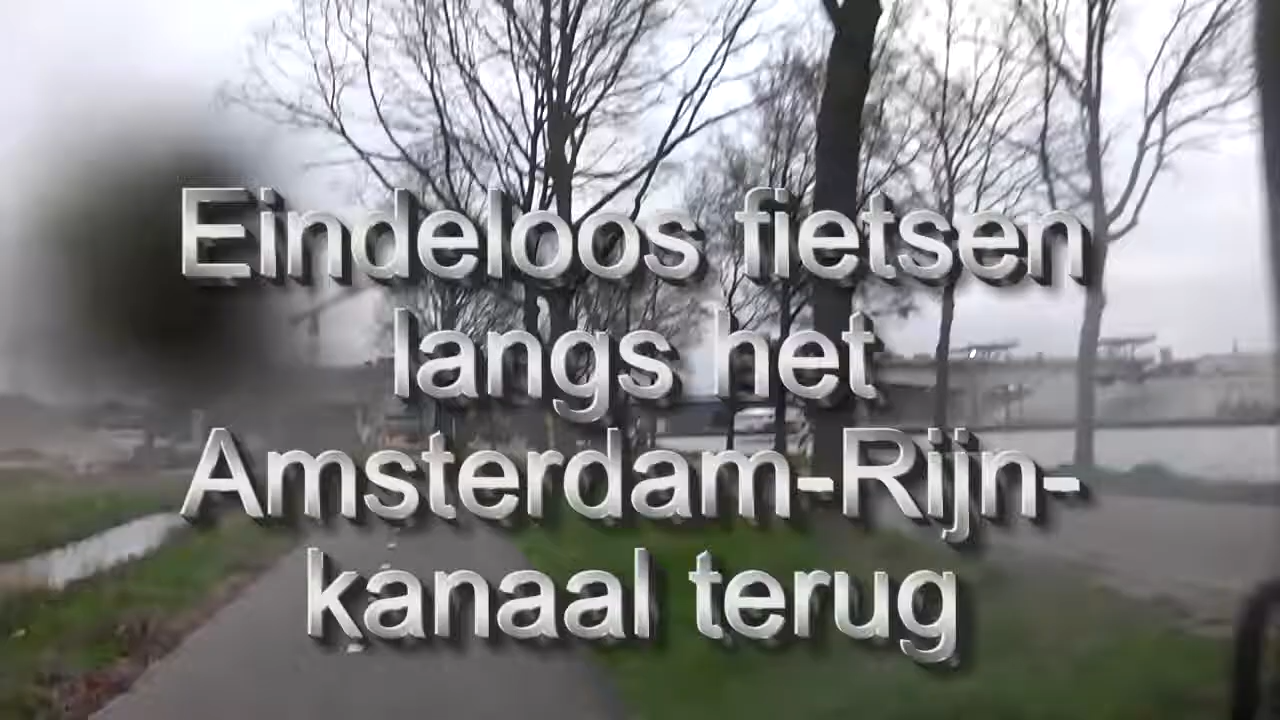 Eindeloos fietsen
langs het
Amsterdam-Rijn-
kanaal terug